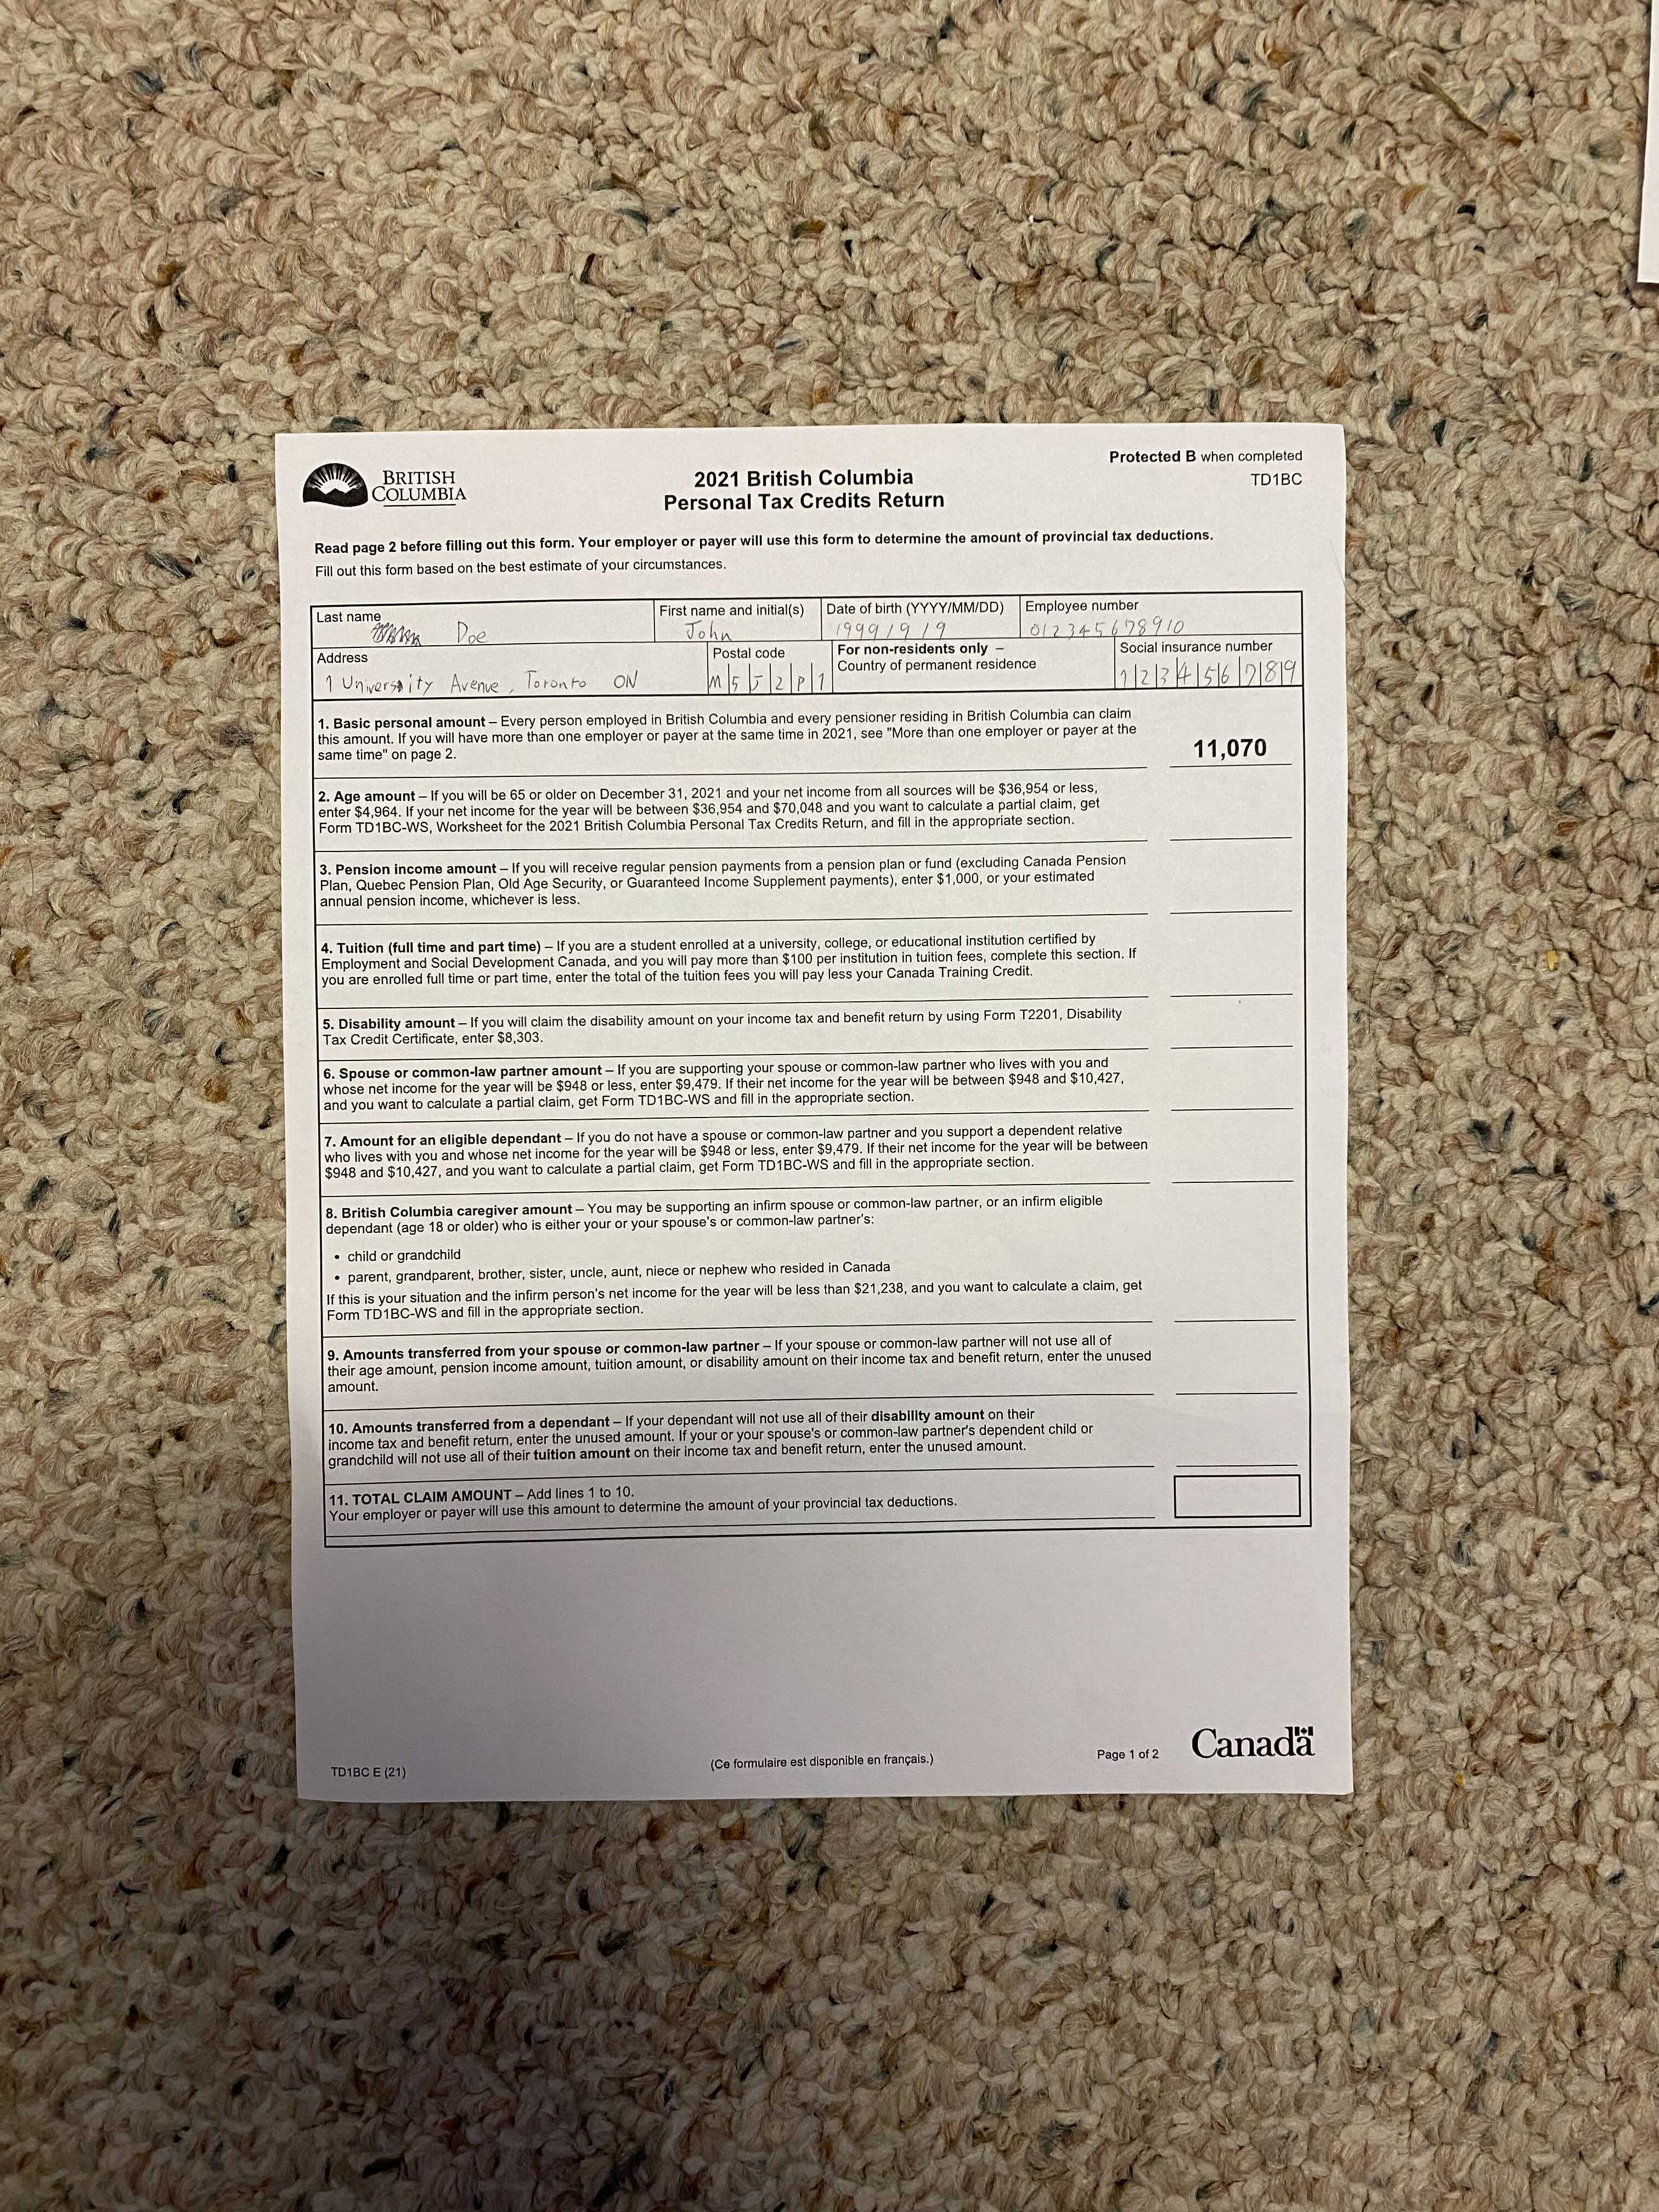 BRITISH
COLUMBIA
2021 British Columbia
Personal Tax Credits Return
Protected B when completed
TD1BC
Read page 2 before filling out this form. Your employer or payer will use this form to determine the amount of provincial tax deductions.
Fill out this form based on the best estimate of your circumstances.
Last name
Doe
First name and initial(s)
John
Date of birth (YYYY/MM/DD)
1999/9/9
Employee number
012345678910
Address
1 University Avenue, Toronto ON
Postal code
M5J2P1
For non-residents only –
Country of permanent residence
Social insurance number
123456789
1. Basic personal amount – Every person employed in British Columbia and every pensioner residing in British Columbia can claim
this amount. If you will have more than one employer or payer at the same time in 2021, see "More than one employer or payer at the
same time" on page 2.
11,070
2. Age amount – If you will be 65 or older on December 31, 2021 and your net income from all sources will be $36,954 or less,
enter $4,964. If your net income for the year will be between $36,954 and $70,048 and you want to calculate a partial claim, get
Form TD1BC-WS, Worksheet for the 2021 British Columbia Personal Tax Credits Return, and fill in the appropriate section.
3. Pension income amount – If you will receive regular pension payments from a pension plan or fund (excluding Canada Pension
Plan, Quebec Pension Plan, Old Age Security, or Guaranteed Income Supplement payments), enter $1,000, or your estimated
annual pension income, whichever is less.
4. Tuition (full time and part time) – If you are a student enrolled at a university, college, or educational institution certified by
Employment and Social Development Canada, and you will pay more than $100 per institution in tuition fees, complete this section. If
you are enrolled full time or part time, enter the total of the tuition fees you will pay less your Canada Training Credit.
5. Disability amount – If you will claim the disability amount on your income tax and benefit return by using Form T2201, Disability
Tax Credit Certificate, enter $8,303.
6. Spouse or common-law partner amount – If you are supporting your spouse or common-law partner who lives with you and
whose net income for the year will be $948 or less, enter $9,479. If their net income for the year will be between $948 and $10,427,
and you want to calculate a partial claim, get Form TD1BC-WS and fill in the appropriate section.
7. Amount for an eligible dependant – If you do not have a spouse or common-law partner and you support a dependent relative
who lives with you and whose net income for the year will be $948 or less, enter $9,479. If their net income for the year will be between
$948 and $10,427, and you want to calculate a partial claim, get Form TD1BC-WS and fill in the appropriate section.
8. British Columbia caregiver amount – You may be supporting an infirm spouse or common-law partner, or an infirm eligible
dependant (age 18 or older) who is either your or your spouse's or common-law partner's:
• child or grandchild
• parent, grandparent, brother, sister, uncle, aunt, niece or nephew who resided in Canada
If this is your situation and the infirm person's net income for the year will be less than $21,238, and you want to calculate a claim, get
Form TD1BC-WS and fill in the appropriate section.
9. Amounts transferred from your spouse or common-law partner – If your spouse or common-law partner will not use all of
their age amount, pension income amount, tuition amount, or disability amount on their income tax and benefit return, enter the unused
amount.
10. Amounts transferred from a dependant – If your dependant will not use all of their disability amount on their
income tax and benefit return, enter the unused amount. If your or your spouse's or common-law partner's dependent child or
grandchild will not use all of their tuition amount on their income tax and benefit return, enter the unused amount.
11. TOTAL CLAIM AMOUNT – Add lines 1 to 10.
Your employer or payer will use this amount to determine the amount of your provincial tax deductions.
TD1BC E (21)
(Ce formulaire est disponible en français.)
Page 1 of 2
Canada